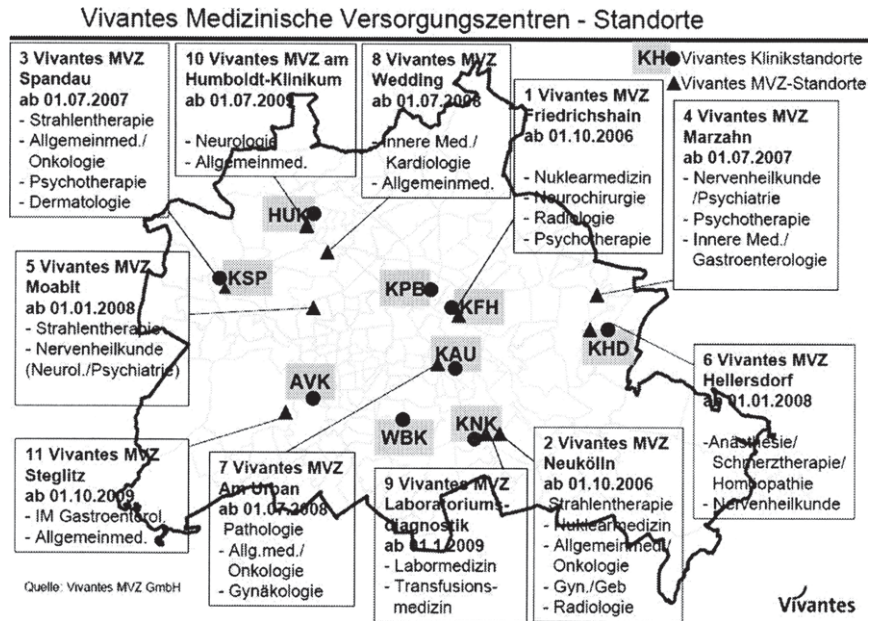 Vivantes Medizinische Versorgungszentren - Standorte
3 Vivantes MVZ
Spandau
ab 01.07.2007
- Strahlentherapie
- Allgemeinmed./
Onkologie
- Psychotherapie
- Dermatologie
10 Vivantes MVZ am
Humboldt-Klinikum
ab 01.07.2009
- Neurologie
- Allgemeinmed.
8 Vivantes MVZ
Wedding
ab 01.07.2008
- Innere Med./
Kardiologie
- Allgemeinmed.
KH Vivantes Klinikstandorte
Vivantes MVZ-Standorte
1 Vivantes MVZ
Friedrichshain
ab 01.10.2006
- Nuklearmedizin
- Neurochirurgie
- Radiologie
- Psychotherapie
4 Vivantes MVZ
Marzahn
ab 01.07.2007
- Nervenheilkunde
/Psychiatrie
- Psychotherapie
- Innere Med./
Gastroenterologie
HUK
KSP
KPB
KFH
KHD
KAU
AVK
WBK
KNK
5 Vivantes MVZ
Moabit
ab 01.01.2008
- Strahlentherapie
- Nervenheilkunde
(Neurol./Psychiatrie)
6 Vivantes MVZ
Hellersdorf
ab 01.01.2008
-Anästhesie/
Schmerztherapie/
Homöopathie
- Nervenheilkunde
11 Vivantes MVZ
Steglitz
ab 01.10.2009
- IM Gastroenterol.
- Allgemeinmed.
7 Vivantes MVZ
Am Urban
ab 01.07.2008
Pathologie
- Allg.med./
Onkologie
- Gynäkologie
9 Vivantes MVZ
Laboratoriums-
diagnostik
ab 01.1.2009
- Labormedizin
- Transfusions-
medizin
2 Vivantes MVZ
Neukölln
ab 01.10.2006
Strahlentherapie
- Nuklearmedizin
- Allgemeinmed./
Onkologie
- Gyn./Geb
- Radiologie
Quelle: Vivantes MVZ GmbH
Vivantes